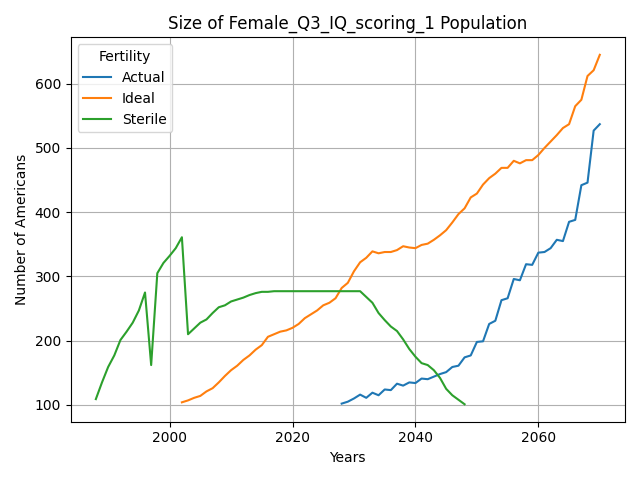 Size of Female_Q3_IQ_scoring_1 Population
Fertility
Actual
Ideal
Sterile
Number of Americans
600
500
400
300
200
100
2000
2020
2040
2060
Years